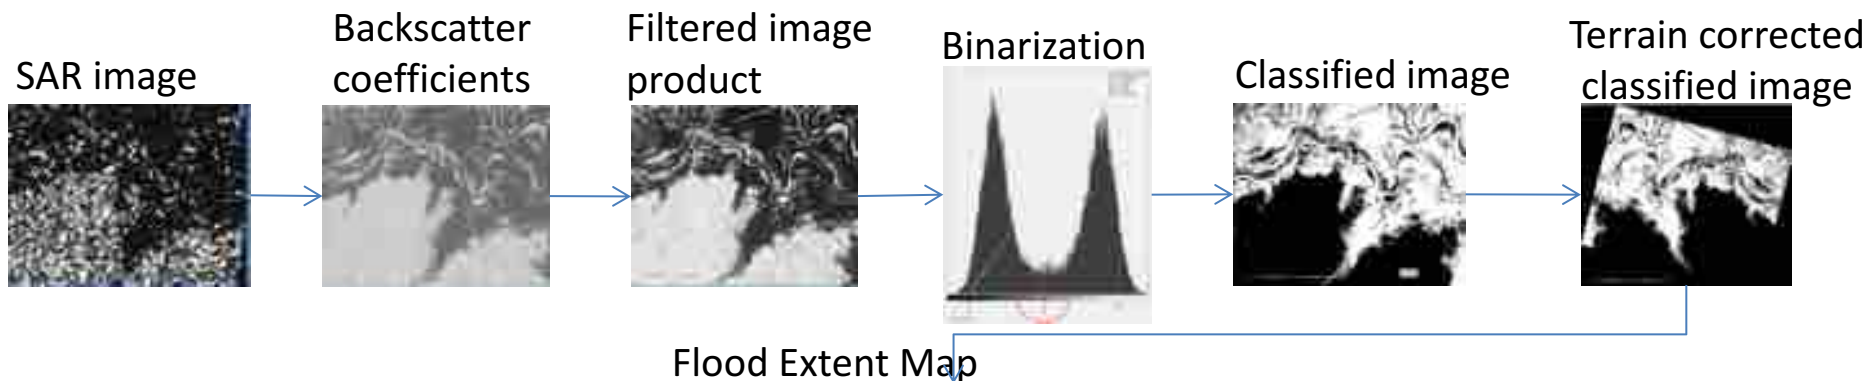 SAR image
Backscatter
coefficients
Filtered image
product
Binarization
Classified image
Terrain corrected
classified image
Flood Extent Map